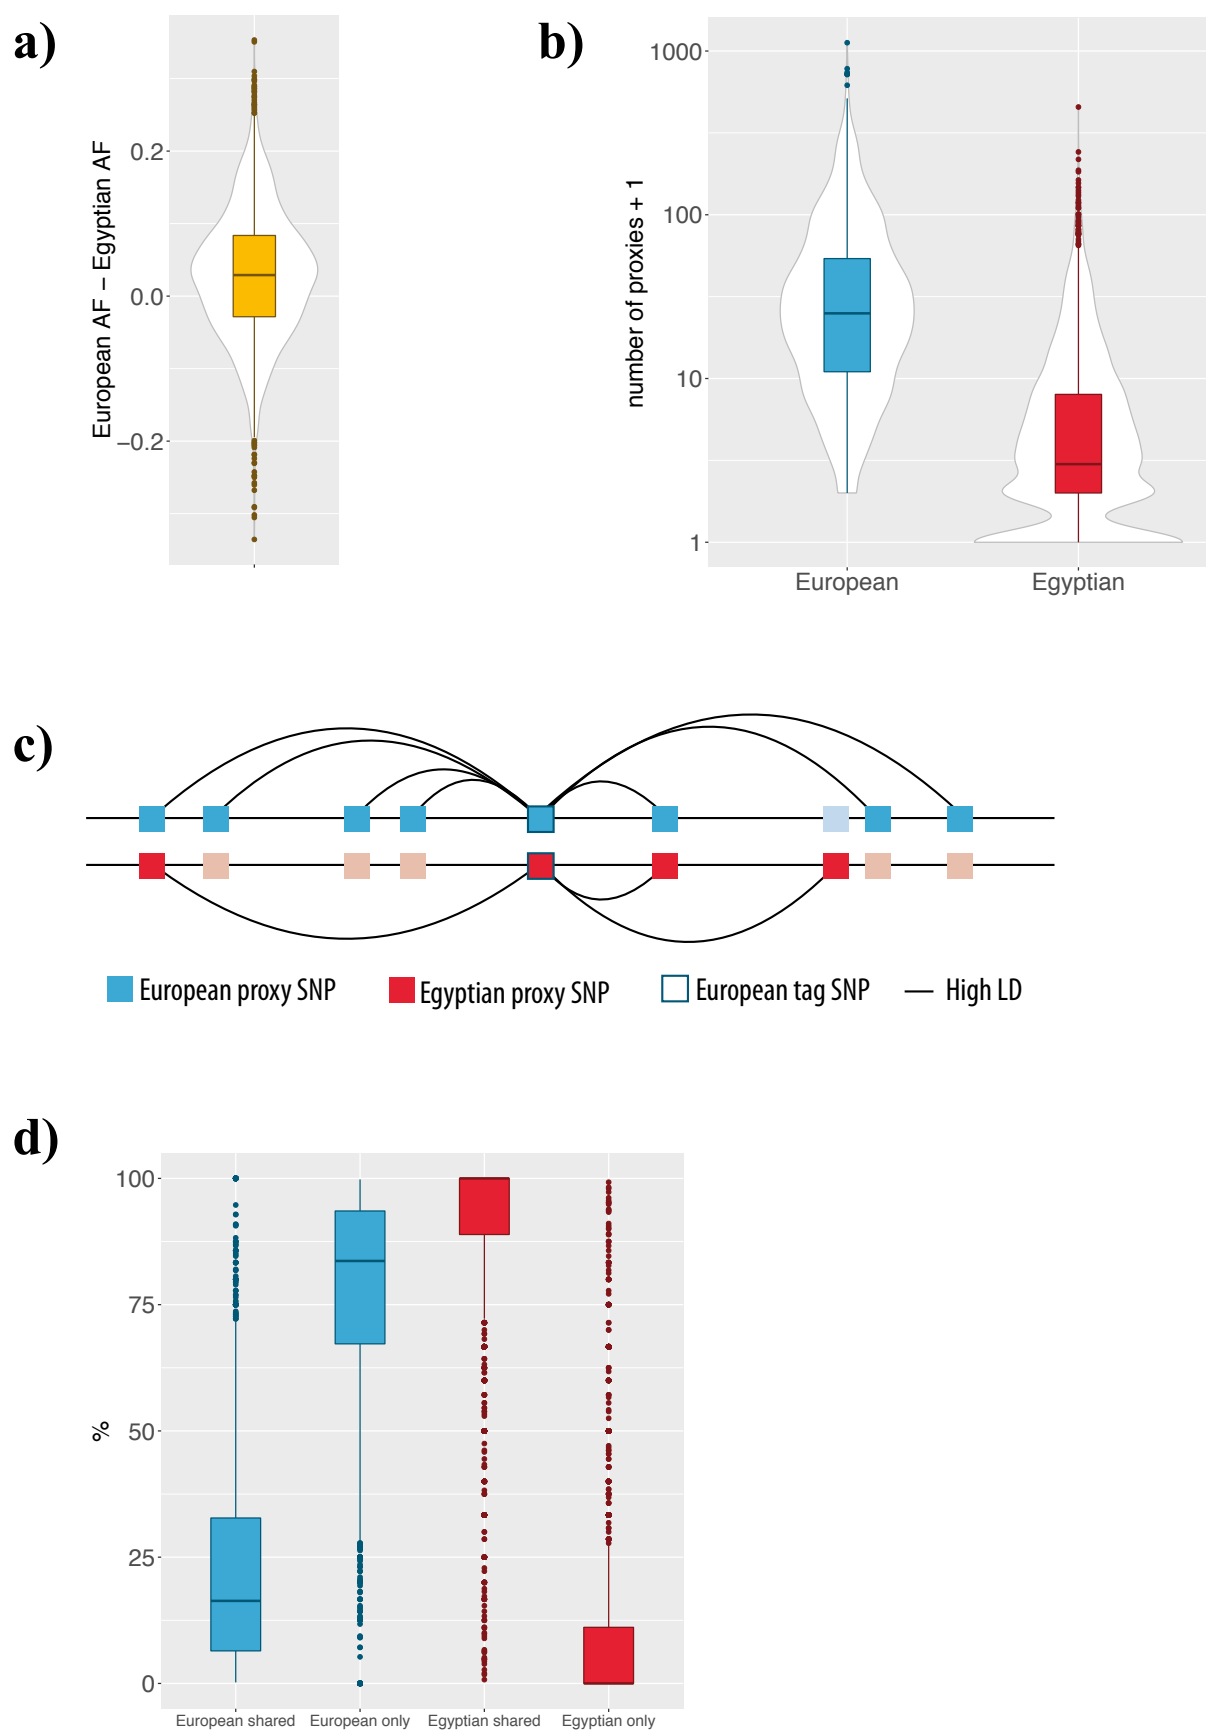 a)
European AF − Egyptian AF
0.2
0.0
−0.2
b)
number of proxies + 1
1000
100
10
1
European Egyptian
c)
European proxy SNP Egyptian proxy SNP European tag SNP High LD
d)
%
100
75
50
25
0
European shared European only Egyptian shared Egyptian only